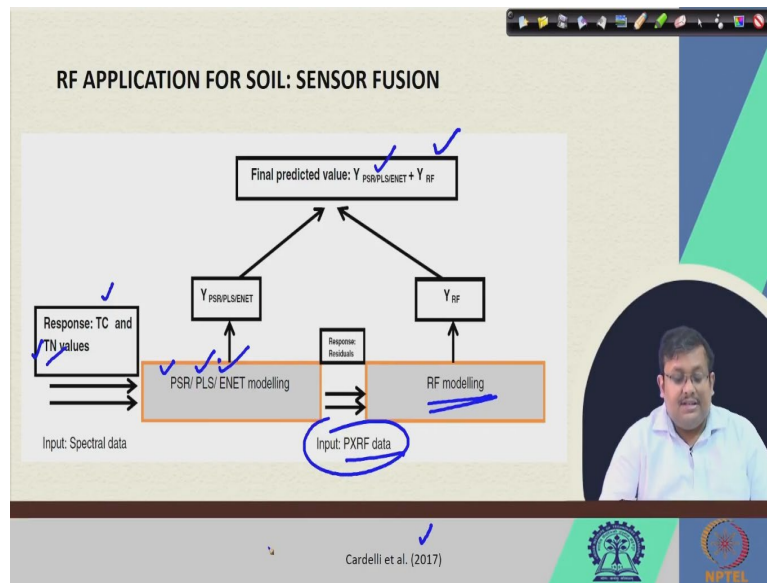 RF APPLICATION FOR SOIL: SENSOR FUSION
Final predicted value: Y PSR/PLS/ENET + Y RF
Y PSR/PLS/ENET
Y RF
Response: TC and
TN values
Response:
Residuals
PSR/ PLS/ ENET modelling
RF modelling
Input: Spectral data
Input: PXRF data
Cardelli et al. (2017)
NPTEL